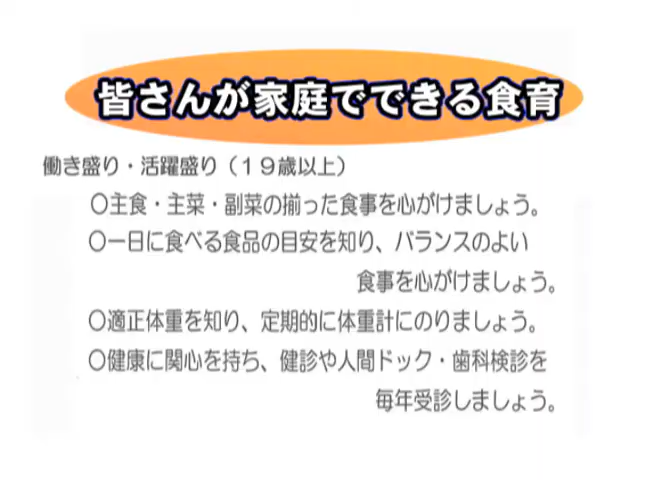 皆さんが家庭でできる食育
働き盛り・活躍盛り（１９歳以上）
○主食・主菜・副菜の揃った食事を心がけましょう。
○一日に食べる食品の目安を知り、バランスのよい
食事を心がけましょう。
○適正体重を知り、定期的に体重計にのりましょう。
○健康に関心を持ち、健診や人間ドック・歯科検診を
毎年受診しましょう。